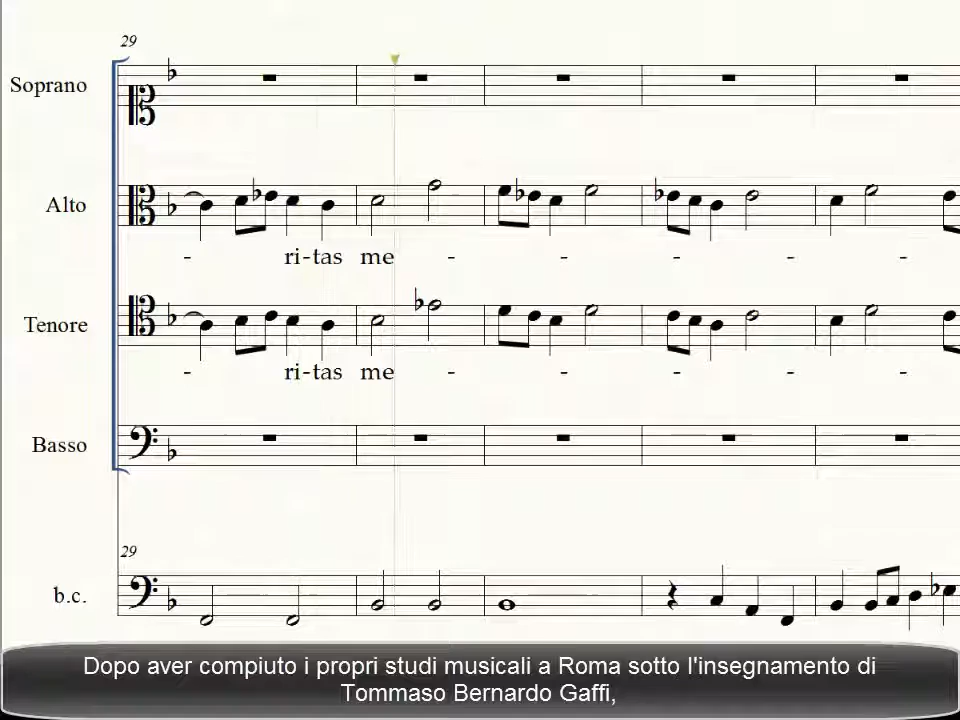 29
Soprano
Alto
- ri-tas me - - - - -
Tenore
- ri-tas me - - - - -
Basso
29
b.c.
Dopo aver compiuto i propri studi musicali a Roma sotto l'insegnamento di
Tommaso Bernardo Gaffi,